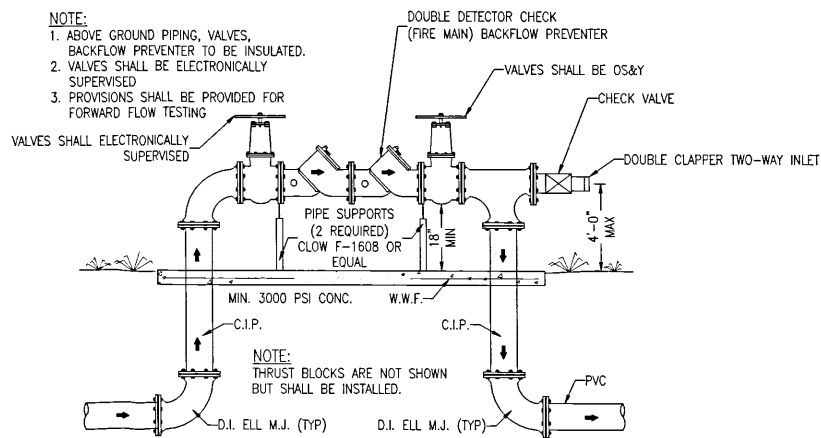 NOTE:
1. ABOVE GROUND PIPING, VALVES,
BACKFLOW PREVENTER TO BE INSULATED.
2. VALVES SHALL BE ELECTRONICALLY
SUPERVISED
3. PROVISIONS SHALL BE PROVIDED FOR
FORWARD FLOW TESTING
VALVES SHALL ELECTRONICALLY
SUPERVISED
DOUBLE DETECTOR CHECK
(FIRE MAIN) BACKFLOW PREVENTER
VALVES SHALL BE OS&Y
CHECK VALVE
DOUBLE CLAPPER TWO-WAY INLET
PIPE SUPPORTS
(2 REQUIRED)
CLOW F-1608 OR
EQUAL
18"
MIN
4'-0"
MAX
MIN. 3000 PSI CONC.
W.W.F.
C.I.P.
C.I.P.
NOTE:
THRUST BLOCKS ARE NOT SHOWN
BUT SHALL BE INSTALLED.
PVC
D.I. ELL M.J. (TYP)
D.I. ELL M.J. (TYP)